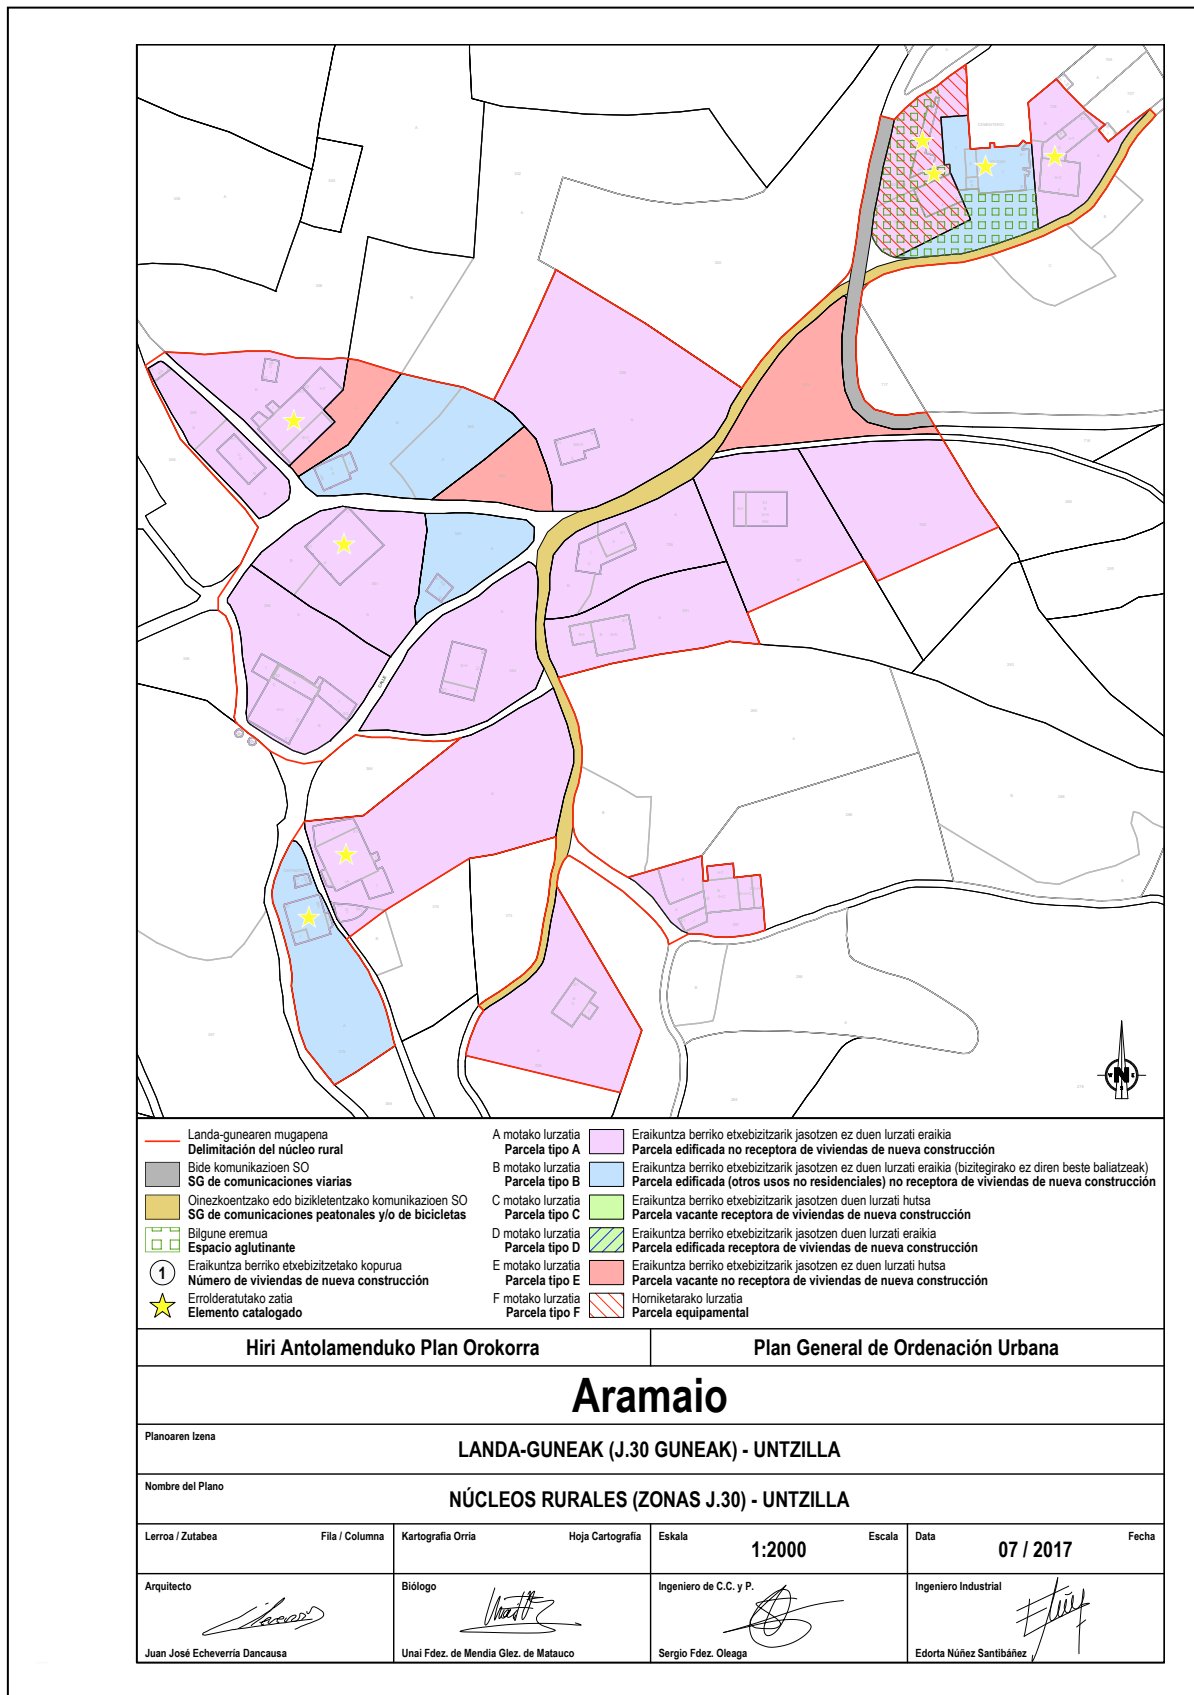 CALLE
N
Landa-gunearen mugapena
Delimitación del núcleo rural
Bide komunikazioen SO
SG de comunicaciones viarias
Oinezkoentzako edo bizikletentzako komunikazioen SO
SG de comunicaciones peatonales y/o de bicicletas
Bilgune eremua
Espacio aglutinante
1
Eraikuntza berriko etxebizitzetako kopurua
Número de viviendas de nueva construcción
Errolderatutako zatia
Elemento catalogado
A motako lurzatia
Parcela tipo A
Eraikuntza berriko etxebizitzarik jasotzen ez duen lurzati eraikia
Parcela edificada no receptora de viviendas de nueva construcción
B motako lurzatia
Parcela tipo B
Eraikuntza berriko etxebizitzarik jasotzen ez duen lurzati eraikia (bizitegirako ez diren beste baliatzeak)
Parcela edificada (otros usos no residenciales) no receptora de viviendas de nueva construcción
C motako lurzatia
Parcela tipo C
Eraikuntza berriko etxebizitzarik jasotzen duen lurzati hutsa
Parcela vacante receptora de viviendas de nueva construcción
D motako lurzatia
Parcela tipo D
Eraikuntza berriko etxebizitzarik jasotzen duen lurzati eraikia
Parcela edificada receptora de viviendas de nueva construcción
E motako lurzatia
Parcela tipo E
Eraikuntza berriko etxebizitzarik jasotzen ez duen lurzati hutsa
Parcela vacante no receptora de viviendas de nueva construcción
F motako lurzatia
Parcela tipo F
Horniketarako lurzatia
Parcela equipamental
Hiri Antolamenduko Plan Orokorra
Plan General de Ordenación Urbana
Aramaio
Planoaren Izena
LANDA-GUNEAK (J.30 GUNEAK) - UNTZILLA
Nombre del Plano
NÚCLEOS RURALES (ZONAS J.30) - UNTZILLA
Lerroa / Zutabea Fila / Columna
Kartografia Orria Hoja Cartografía
Eskala Escala
1:2000
Data Fecha
07 / 2017
Arquitecto
Juan José Echeverría Dancausa
Biólogo
Unai Fdez. de Mendia Glez. de Matauco
Ingeniero de C.C. y P.
Sergio Fdez. Oleaga
Ingeniero Industrial
Edorta Núñez Santibáñez